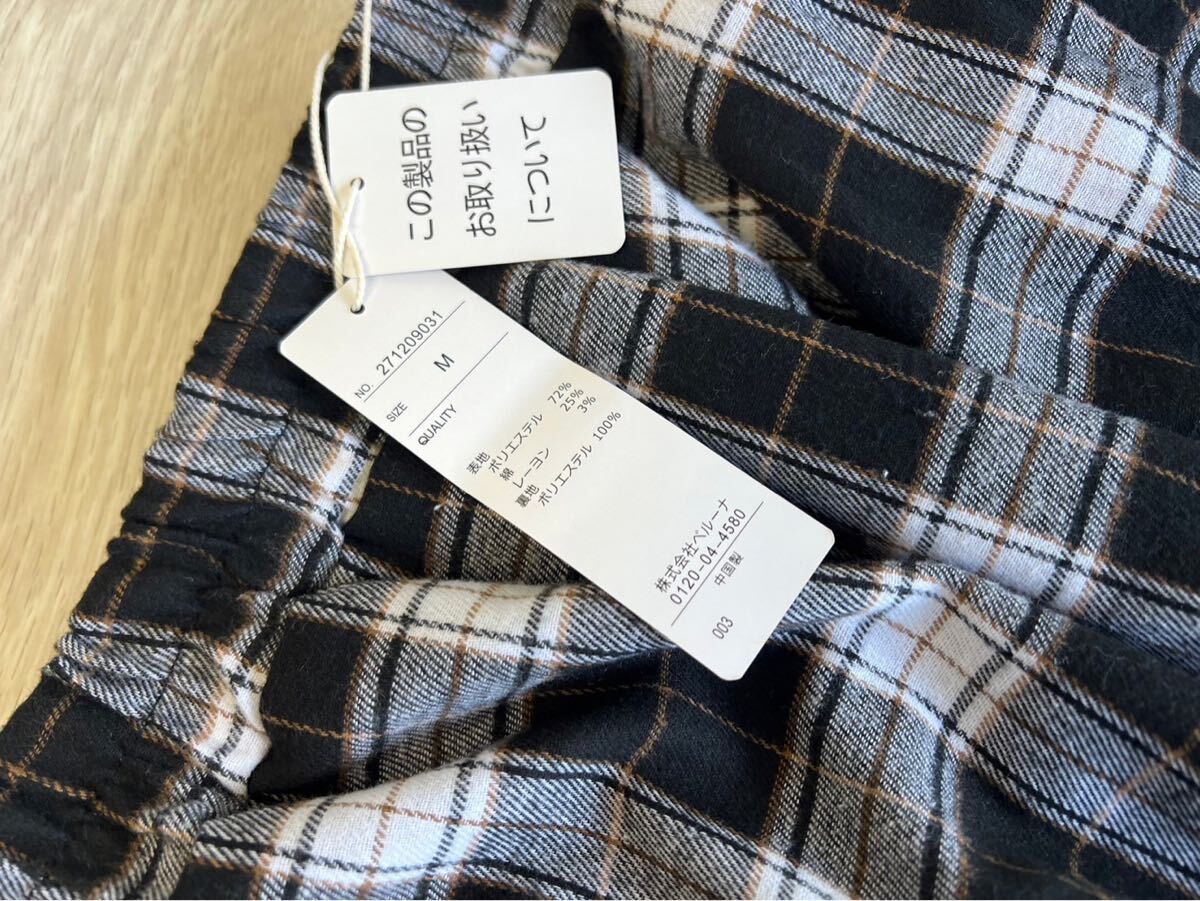 この製品の
お取り扱い
について
NO. 271209031
SIZE M
QUALITY
表地 ポリエステル 72%
綿 25%
レーヨン 3%
裏地 ポリエステル 100%
株式会社ベルーナ
0120-04-4580
中国製
003